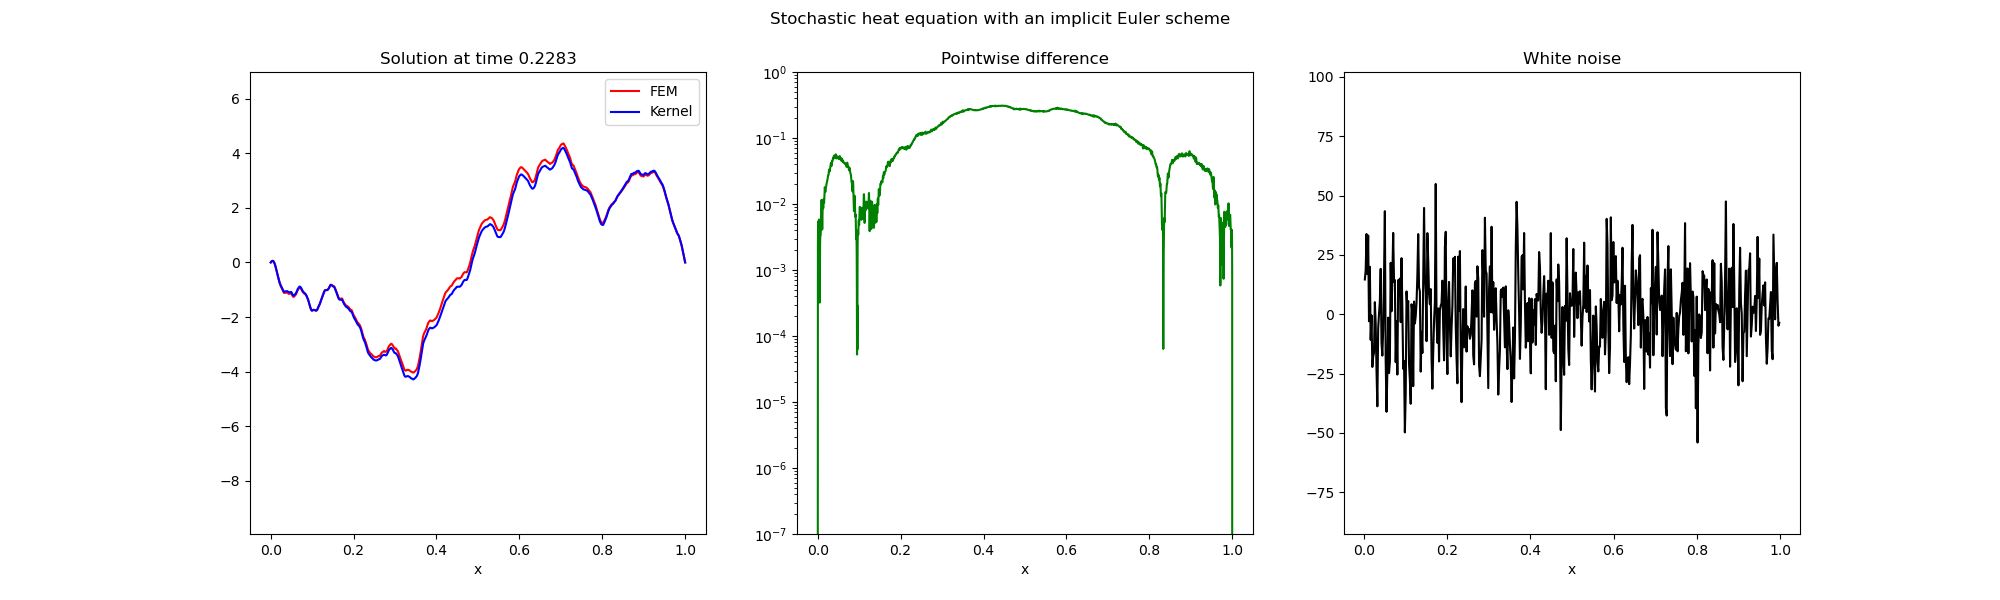 Stochastic heat equation with an implicit Euler scheme
Solution at time 0.2283
FEM
Kernel
6
4
2
0
−2
−4
−6
−8
0.0 0.2 0.4 0.6 0.8 1.0
x
Pointwise difference
10⁰
10⁻¹
10⁻²
10⁻³
10⁻⁴
10⁻⁵
10⁻⁶
10⁻⁷
0.0 0.2 0.4 0.6 0.8 1.0
x
White noise
100
75
50
25
0
−25
−50
−75
0.0 0.2 0.4 0.6 0.8 1.0
x